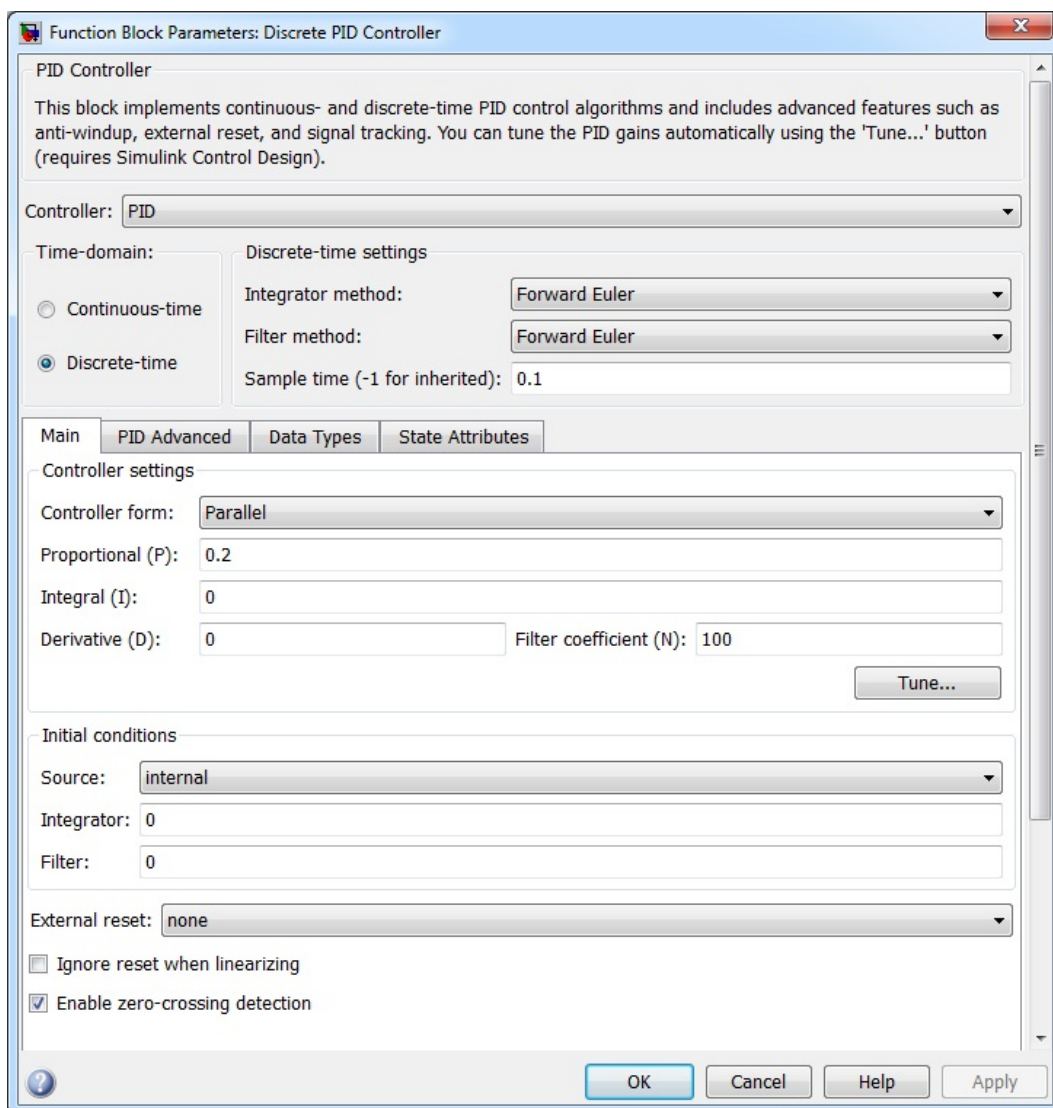 Function Block Parameters: Discrete PID Controller
PID Controller
This block implements continuous- and discrete-time PID control algorithms and includes advanced features such as
anti-windup, external reset, and signal tracking. You can tune the PID gains automatically using the 'Tune...' button
(requires Simulink Control Design).
Controller: PID
Time-domain:
Continuous-time
Discrete-time
Discrete-time settings
Integrator method: Forward Euler
Filter method: Forward Euler
Sample time (-1 for inherited): 0.1
Main PID Advanced Data Types State Attributes
Controller settings
Controller form: Parallel
Proportional (P): 0.2
Integral (I): 0
Derivative (D): 0 Filter coefficient (N): 100
Tune...
Initial conditions
Source: internal
Integrator: 0
Filter: 0
External reset: none
Ignore reset when linearizing
Enable zero-crossing detection
? OK Cancel Help Apply